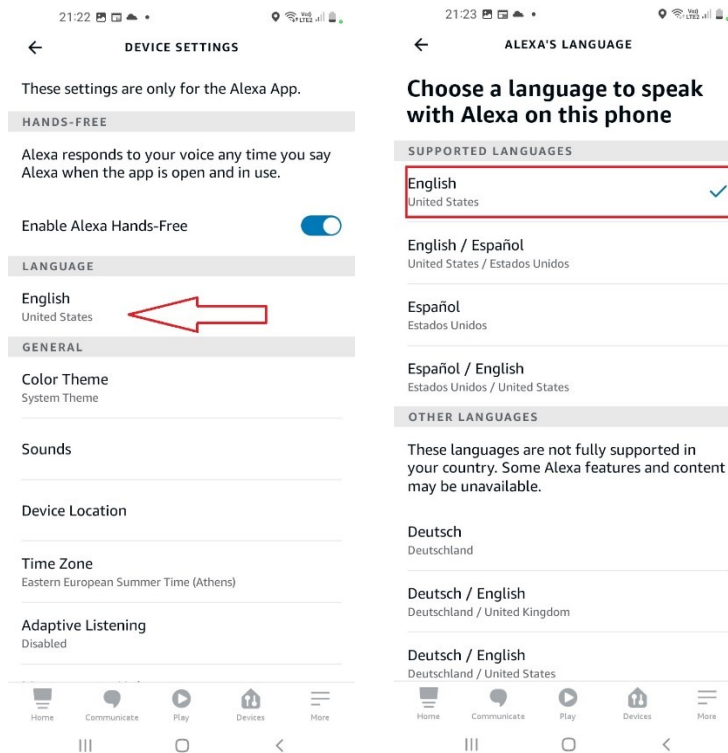 21:22
DEVICE SETTINGS
These settings are only for the Alexa App.
HANDS-FREE
Alexa responds to your voice any time you say
Alexa when the app is open and in use.
Enable Alexa Hands-Free
LANGUAGE
English
United States
GENERAL
Color Theme
System Theme
Sounds
Device Location
Time Zone
Eastern European Summer Time (Athens)
Adaptive Listening
Disabled
Home Communicate Play Devices More
21:23
ALEXA'S LANGUAGE
Choose a language to speak
with Alexa on this phone
SUPPORTED LANGUAGES
English
United States
English / Español
United States / Estados Unidos
Español
Estados Unidos
Español / English
Estados Unidos / United States
OTHER LANGUAGES
These languages are not fully supported in
your country. Some Alexa features and content
may be unavailable.
Deutsch
Deutschland
Deutsch / English
Deutschland / United Kingdom
Deutsch / English
Deutschland / United States
Home Communicate Play Devices More